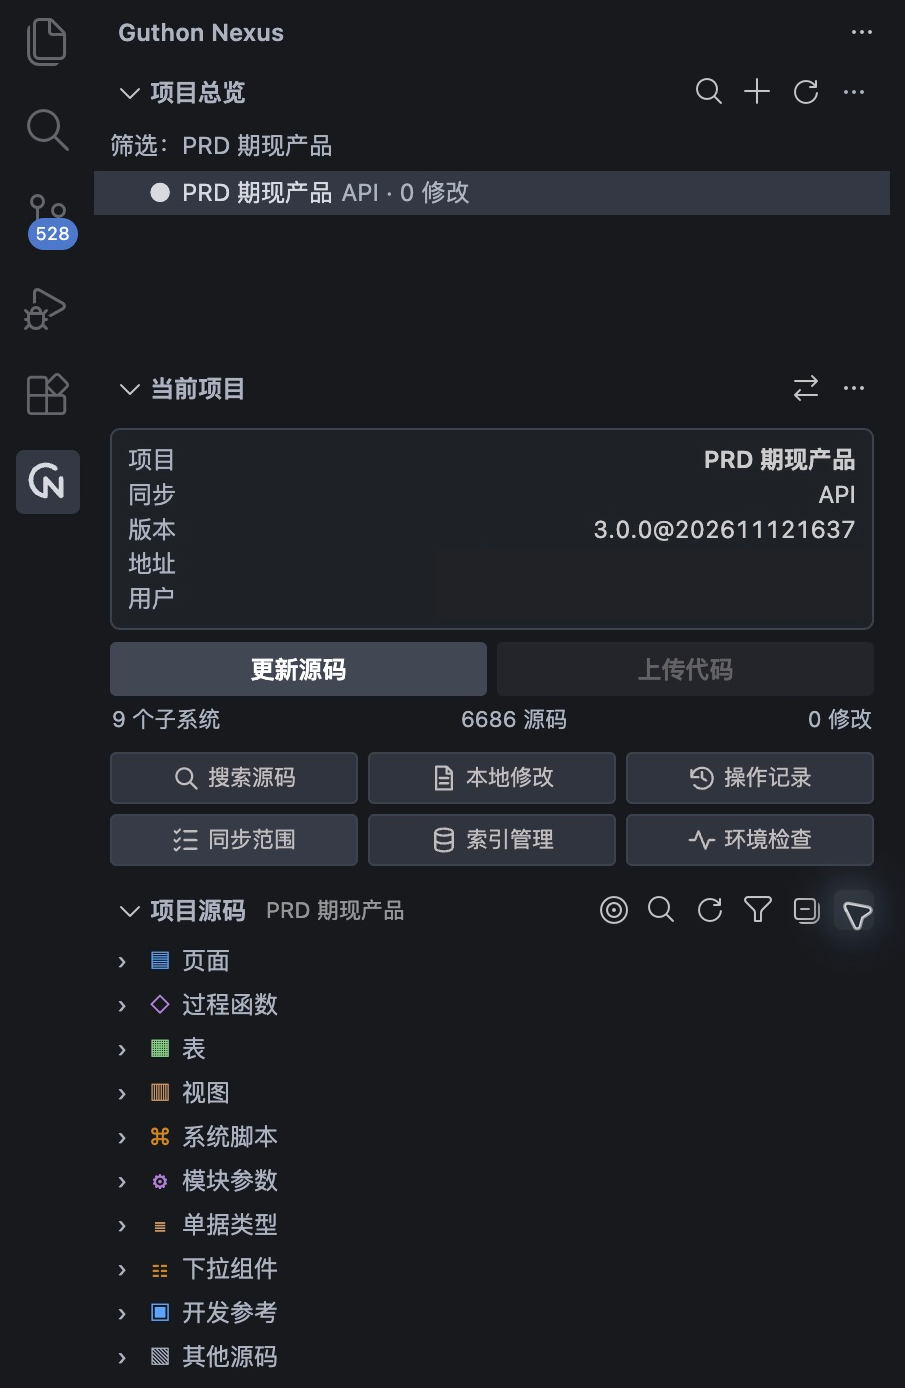 Guthon Nexus
项目总览
筛选：PRD 期现产品
PRD 期现产品 API · 0 修改
528
当前项目
项目 PRD 期现产品
同步 API
版本 3.0.0@202611121637
地址
用户
更新源码 上传代码
9 个子系统 6686 源码 0 修改
搜索源码 本地修改 操作记录
同步范围 索引管理 环境检查
项目源码 PRD 期现产品
页面
过程函数
表
视图
系统脚本
模块参数
单据类型
下拉组件
开发参考
其他源码